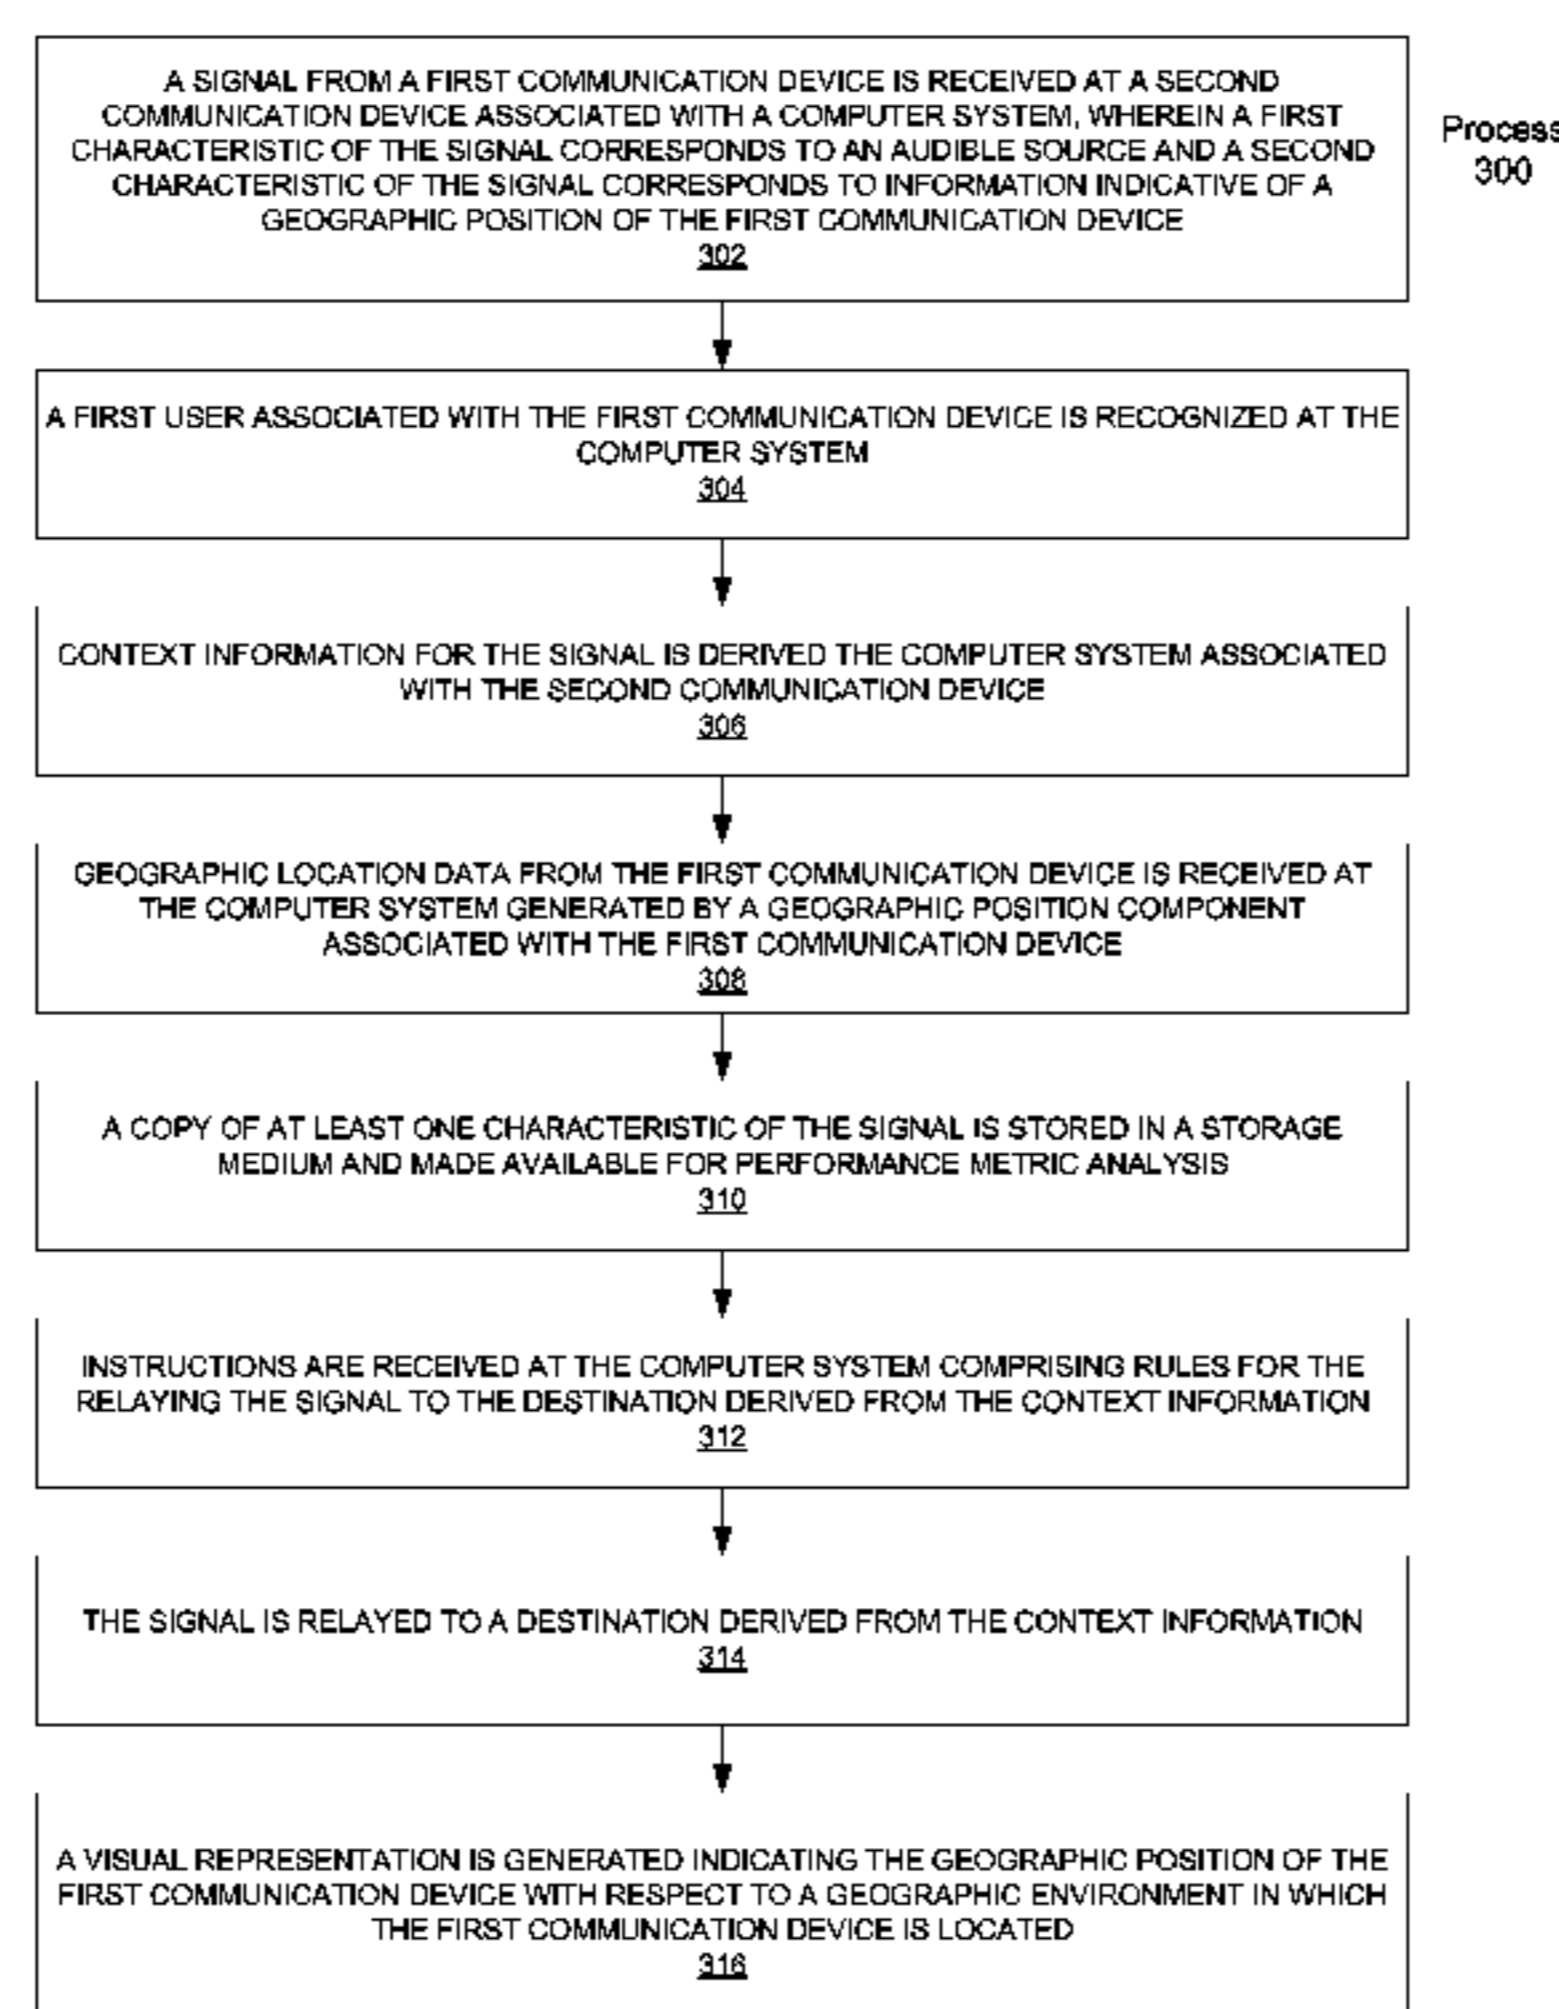 A SIGNAL FROM A FIRST COMMUNICATION DEVICE IS RECEIVED AT A SECOND
COMMUNICATION DEVICE ASSOCIATED WITH A COMPUTER SYSTEM, WHEREIN A FIRST
CHARACTERISTIC OF THE SIGNAL CORRESPONDS TO AN AUDIBLE SOURCE AND A SECOND
CHARACTERISTIC OF THE SIGNAL CORRESPONDS TO INFORMATION INDICATIVE OF A
GEOGRAPHIC POSITION OF THE FIRST COMMUNICATION DEVICE
302
Process
300
A FIRST USER ASSOCIATED WITH THE FIRST COMMUNICATION DEVICE IS RECOGNIZED AT THE
COMPUTER SYSTEM
304
CONTEXT INFORMATION FOR THE SIGNAL IS DERIVED THE COMPUTER SYSTEM ASSOCIATED
WITH THE SECOND COMMUNICATION DEVICE
306
GEOGRAPHIC LOCATION DATA FROM THE FIRST COMMUNICATION DEVICE IS RECEIVED AT
THE COMPUTER SYSTEM GENERATED BY A GEOGRAPHIC POSITION COMPONENT
ASSOCIATED WITH THE FIRST COMMUNICATION DEVICE
308
A COPY OF AT LEAST ONE CHARACTERISTIC OF THE SIGNAL IS STORED IN A STORAGE
MEDIUM AND MADE AVAILABLE FOR PERFORMANCE METRIC ANALYSIS
310
INSTRUCTIONS ARE RECEIVED AT THE COMPUTER SYSTEM COMPRISING RULES FOR THE
RELAYING THE SIGNAL TO THE DESTINATION DERIVED FROM THE CONTEXT INFORMATION
312
THE SIGNAL IS RELAYED TO A DESTINATION DERIVED FROM THE CONTEXT INFORMATION
314
A VISUAL REPRESENTATION IS GENERATED INDICATING THE GEOGRAPHIC POSITION OF THE
FIRST COMMUNICATION DEVICE WITH RESPECT TO A GEOGRAPHIC ENVIRONMENT IN WHICH
THE FIRST COMMUNICATION DEVICE IS LOCATED
316